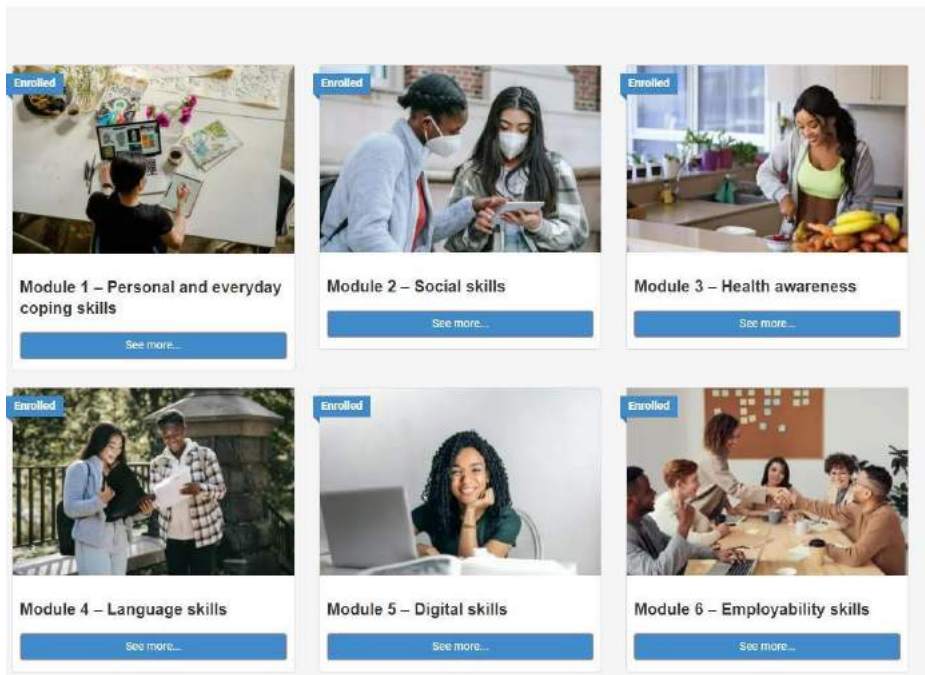 Enrolled
Enrolled
Enrolled
Module 1 – Personal and everyday
coping skills
See more...
Module 2 – Social skills
See more...
Module 3 – Health awareness
See more...
Enrolled
Enrolled
Enrolled
Module 4 – Language skills
See more...
Module 5 – Digital skills
See more...
Module 6 – Employability skills
See more...